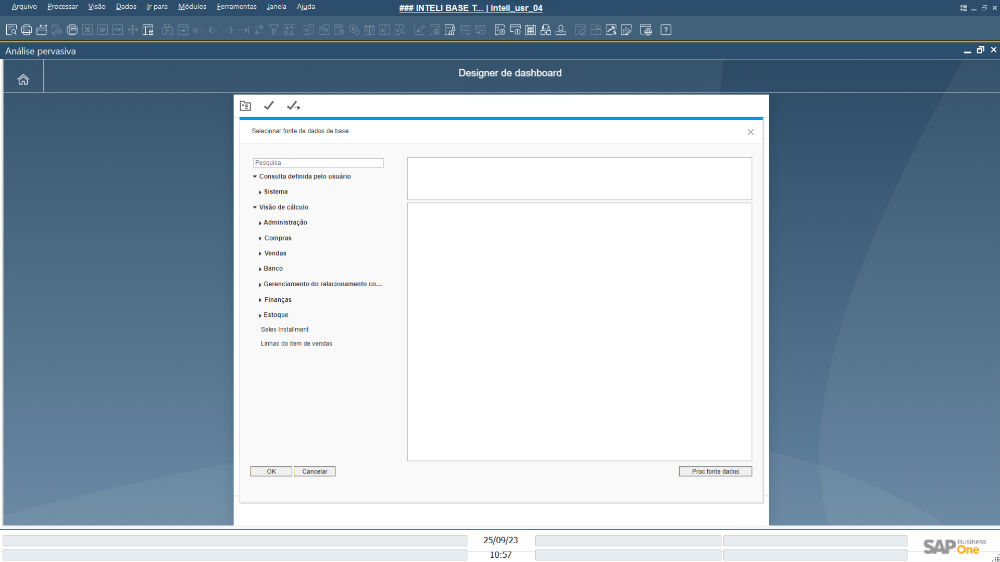 Arquivo Processar Visão Dados Ir para Módulos Ferramentas Janela Ajuda ### INTELI BASE T... | inteli_usr_04
Análise pervasiva
Designer de dashboard
Selecionar fonte de dados de base
Pesquisa
Consulta definida pelo usuário
Sistema
Visão de cálculo
Administração
Compras
Vendas
Banco
Gerenciamento do relacionamento co...
Finanças
Estoque
Sales Installment
Linhas do item de vendas
OK Cancelar Proc.fonte dados
25/09/23
10:57
SAP Business One